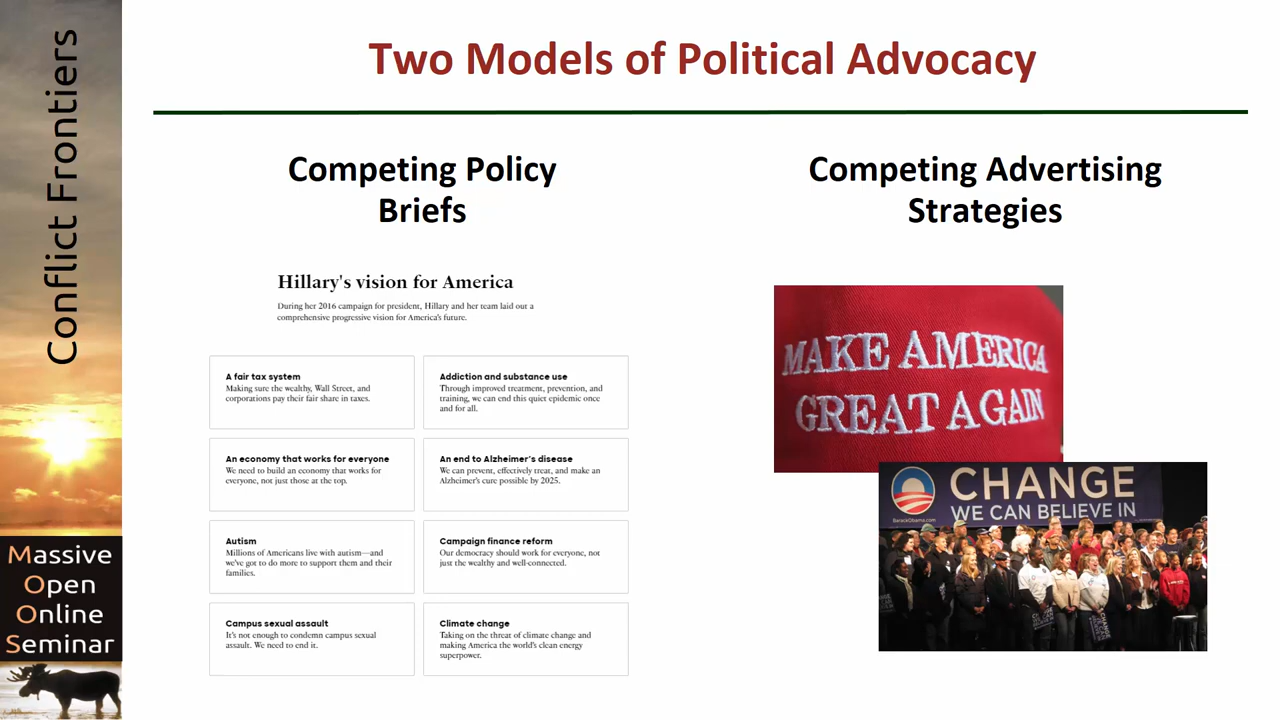 Conflict Frontiers
Massive
Open
Online
Seminar
Two Models of Political Advocacy
Competing Policy
Briefs
Hillary's vision for America
During her 2016 campaign for president, Hillary and her team laid out a
comprehensive progressive vision for America's future.
A fair tax system
Making sure the wealthy, Wall Street, and
corporations pay their fair share in taxes.
Addiction and substance use
Through improved treatment, prevention, and
training, we can end this quiet epidemic once
and for all.
An economy that works for everyone
We need to build an economy that works for
everyone, not just those at the top.
An end to Alzheimer's disease
We can prevent, effectively treat, and make an
Alzheimer's cure possible by 2025.
Autism
Millions of Americans live with autism—and
we've got to do more to support them and their
families.
Campaign finance reform
Our democracy should work for everyone, not
just the wealthy and well-connected.
Campus sexual assault
It's not enough to condemn campus sexual
assault. We need to end it.
Climate change
Taking on the threat of climate change and
making America the world's clean energy
superpower.
Competing Advertising
Strategies
MAKE AMERICA
GREAT AGAIN
CHANGE
WE CAN BELIEVE IN
BarackObama.com